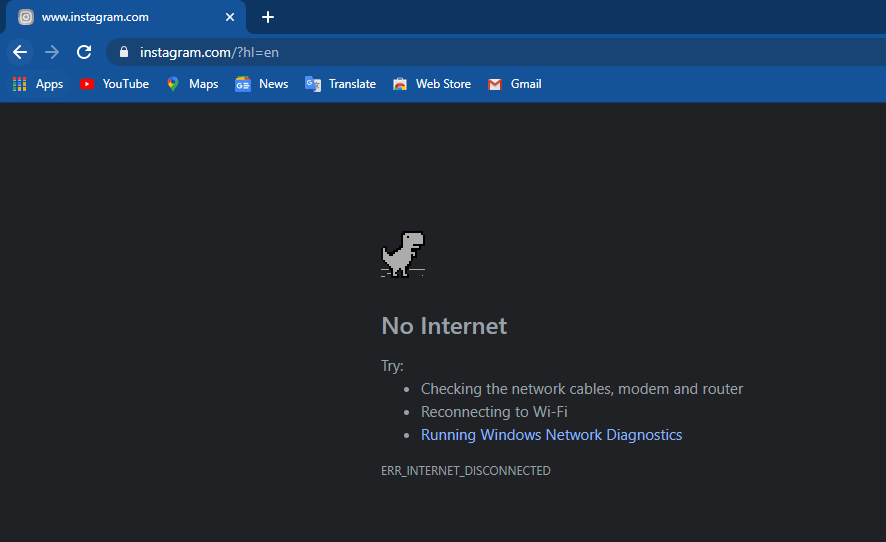 www.instagram.com
instagram.com/?hl=en
Apps YouTube Maps News Translate Web Store Gmail
No Internet
Try:
• Checking the network cables, modem and router
• Reconnecting to Wi-Fi
• Running Windows Network Diagnostics
ERR_INTERNET_DISCONNECTED